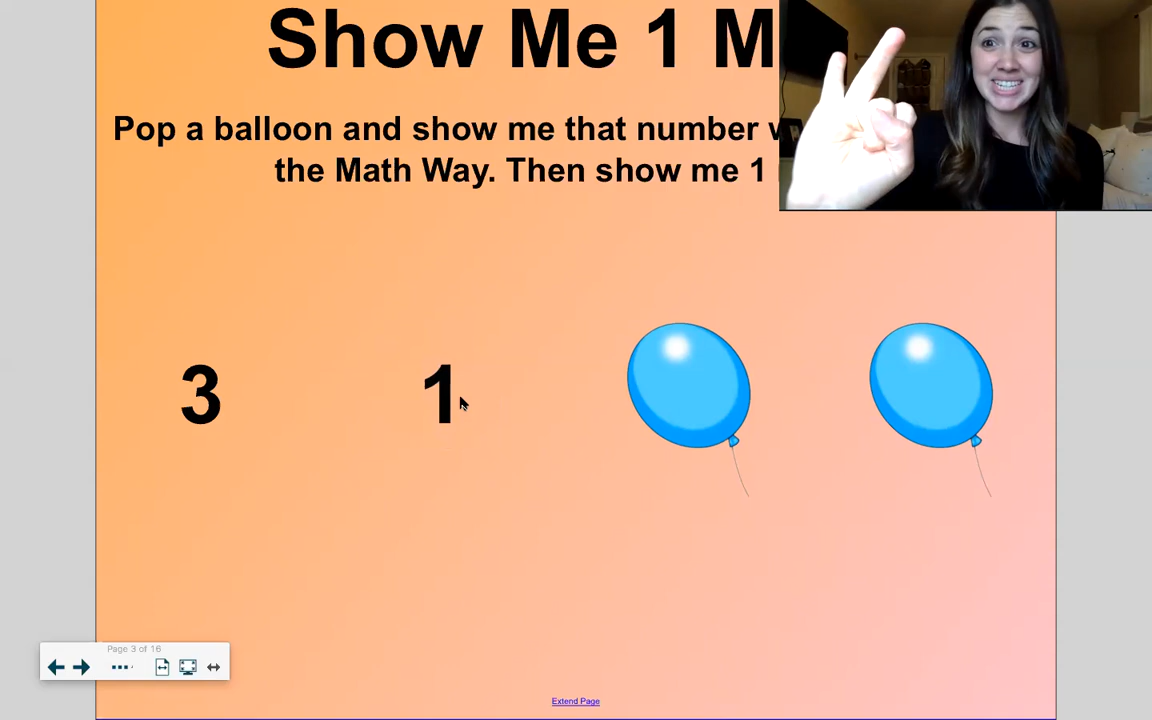 Show Me 1 M
Pop a balloon and show me that number
the Math Way. Then show me 1
3 1
Page 3 of 16
Extend Page